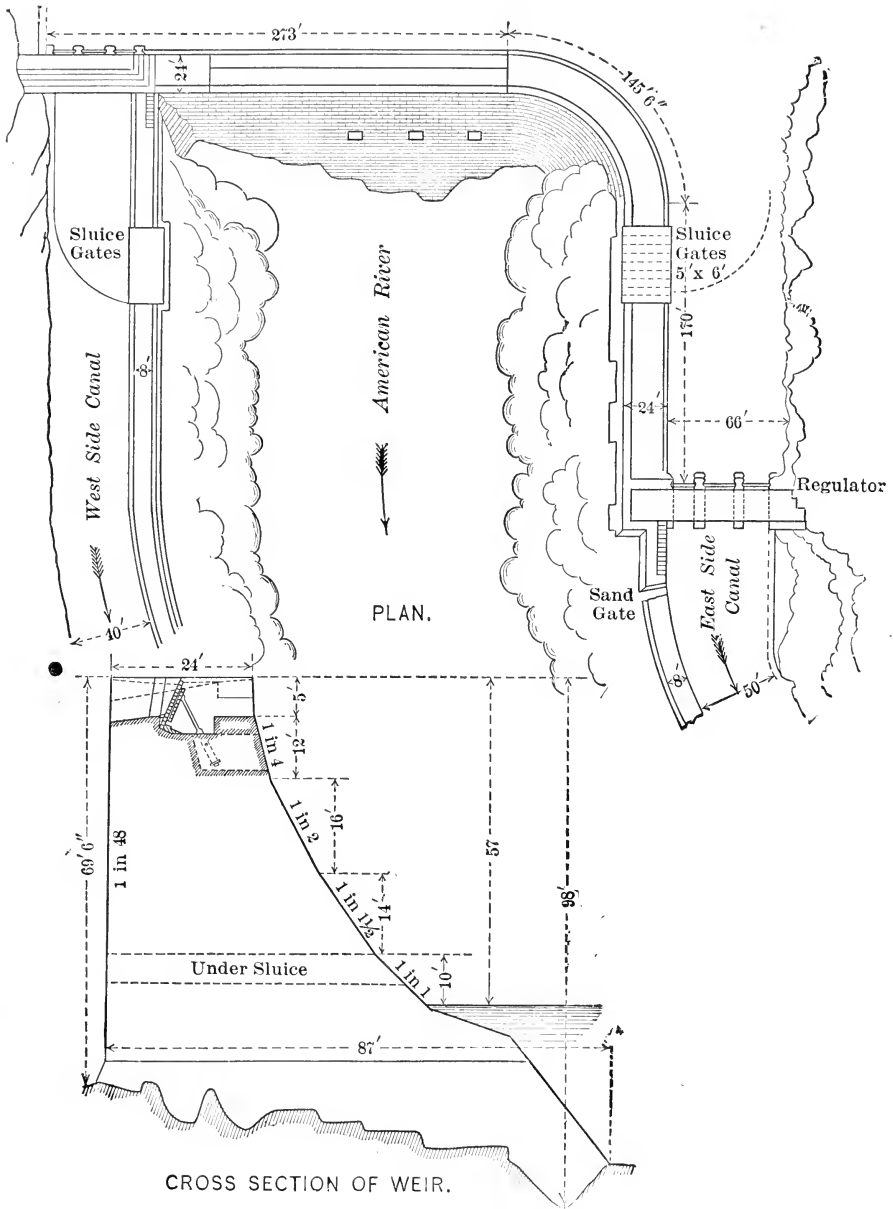 273′
24′
145′6″
Sluice
Gates
Sluice
Gates
5′x 6′
American River
170′
8′
24′
66′
West Side Canal
Regulator
East Side
Canal
Sand
Gate
PLAN.
40′
8′
50′
24′
5′
12′
1 in 4
16′
1 in 2
1 in 48
69′6″
57
98′
1 in 1½
14′
Under Sluice
1 in 1
10′
87′
CROSS SECTION OF WEIR.